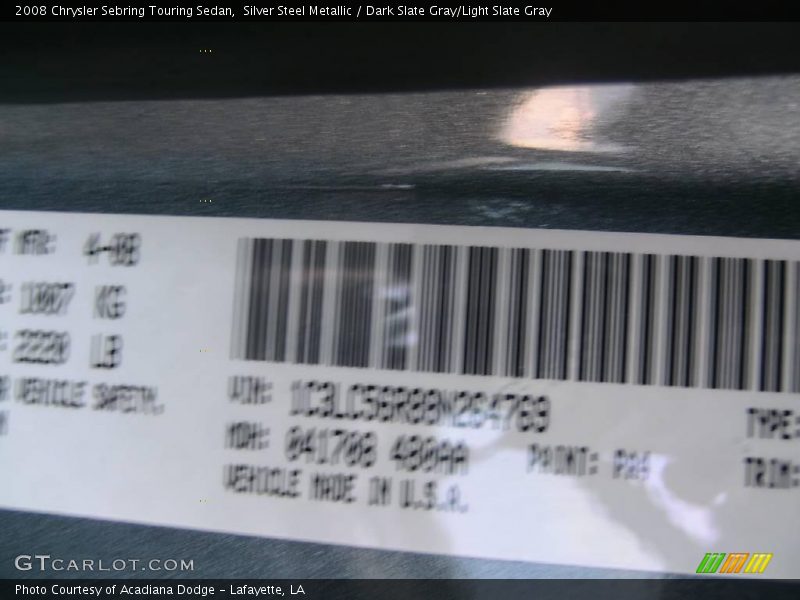 2008 Chrysler Sebring Touring Sedan,  Silver Steel Metallic / Dark Slate Gray/Light Slate Gray
MFR: 4-08
1007 KG
2220 LB
VEHICLE SAFETY,
VIN: 1C3LC56R88N264769
MDH: 041708 480AA
PAINT:
VEHICLE MADE IN U.S.A.
TYPE:
TRIM:
GTCARLOT.COM
Photo Courtesy of Acadiana Dodge - Lafayette, LA